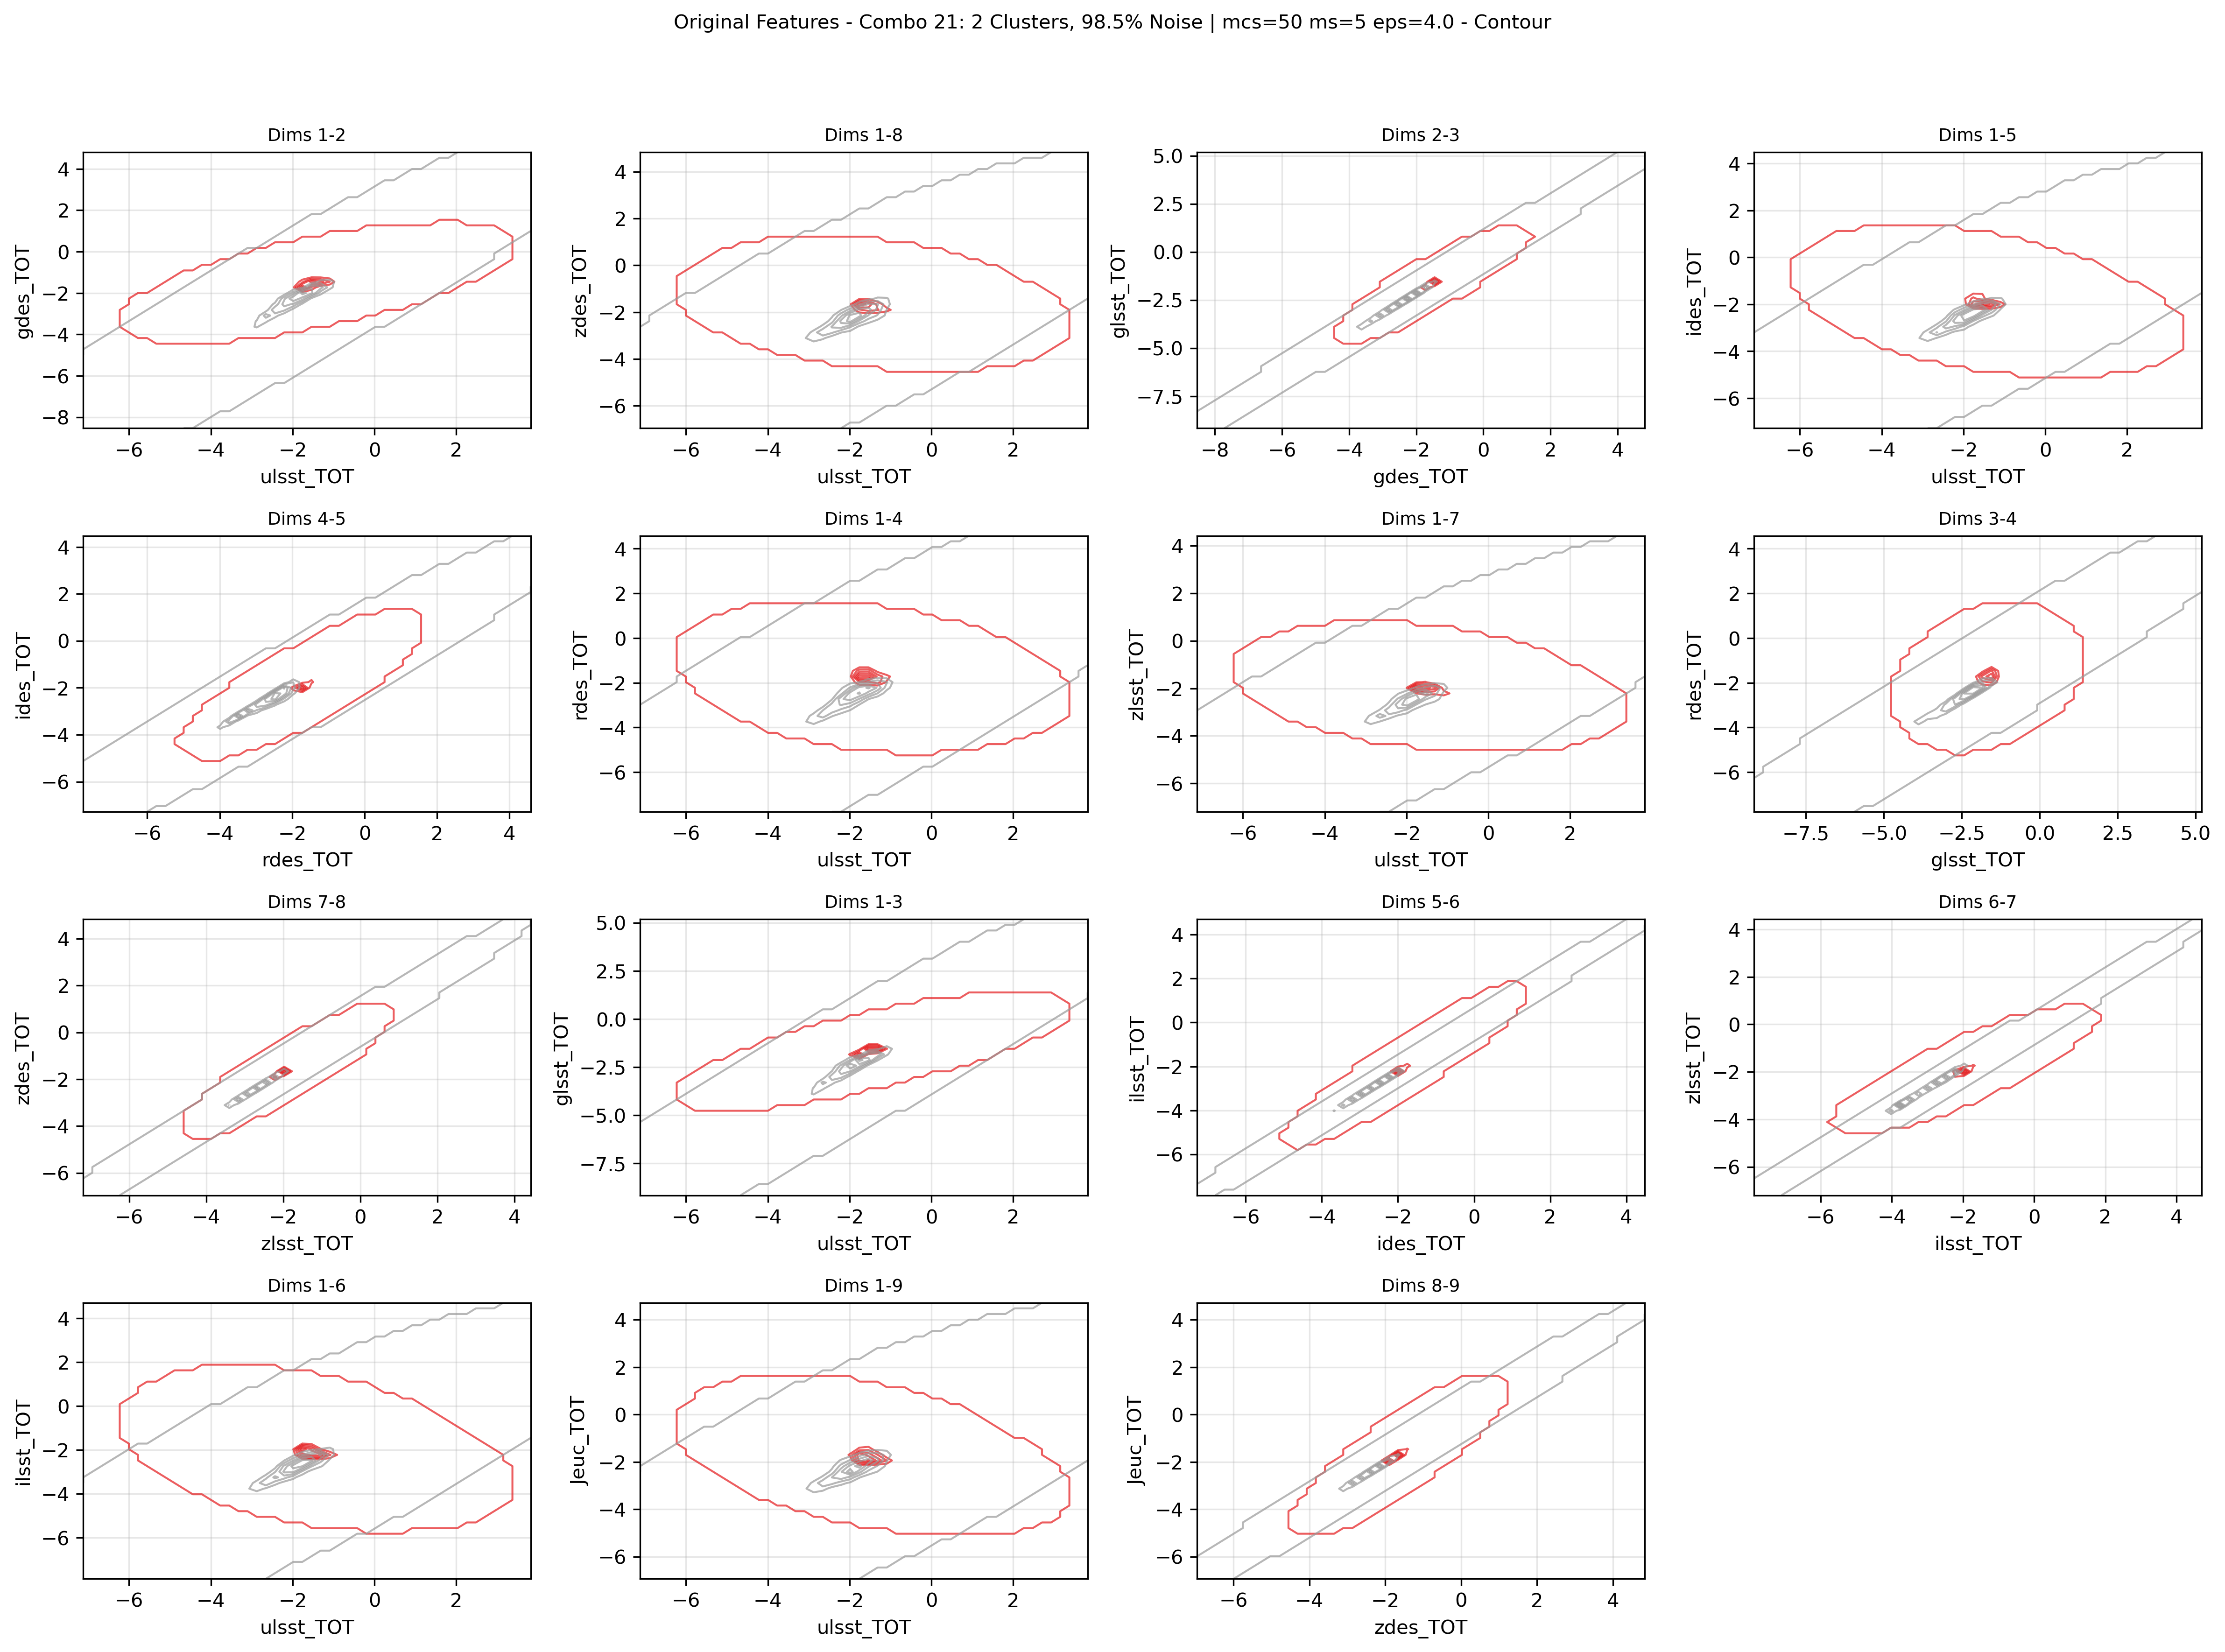 Original Features - Combo 21: 2 Clusters, 98.5% Noise | mcs=50 ms=5 eps=4.0 - Contour
Dims 1-2
4
2
0
−2
−4
−6
−8
gdes_TOT
−6 −4 −2 0 2
ulsst_TOT
Dims 1-8
4
2
0
−2
−4
−6
zdes_TOT
−6 −4 −2 0 2
ulsst_TOT
Dims 2-3
5.0
2.5
0.0
−2.5
−5.0
−7.5
glsst_TOT
−8 −6 −4 −2 0 2 4
gdes_TOT
Dims 1-5
4
2
0
−2
−4
−6
ides_TOT
−6 −4 −2 0 2
ulsst_TOT
Dims 4-5
4
2
0
−2
−4
−6
ides_TOT
−6 −4 −2 0 2 4
rdes_TOT
Dims 1-4
4
2
0
−2
−4
−6
rdes_TOT
−6 −4 −2 0 2
ulsst_TOT
Dims 1-7
4
2
0
−2
−4
−6
zlsst_TOT
−6 −4 −2 0 2
ulsst_TOT
Dims 3-4
4
2
0
−2
−4
−6
rdes_TOT
−7.5 −5.0 −2.5 0.0 2.5 5.0
glsst_TOT
Dims 7-8
4
2
0
−2
−4
−6
zdes_TOT
−6 −4 −2 0 2 4
zlsst_TOT
Dims 1-3
5.0
2.5
0.0
−2.5
−5.0
−7.5
glsst_TOT
−6 −4 −2 0 2
ulsst_TOT
Dims 5-6
4
2
0
−2
−4
−6
ilsst_TOT
−6 −4 −2 0 2 4
ides_TOT
Dims 6-7
4
2
0
−2
−4
−6
zlsst_TOT
−6 −4 −2 0 2 4
ilsst_TOT
Dims 1-6
4
2
0
−2
−4
−6
ilsst_TOT
−6 −4 −2 0 2
ulsst_TOT
Dims 1-9
4
2
0
−2
−4
−6
Jeuc_TOT
−6 −4 −2 0 2
ulsst_TOT
Dims 8-9
4
2
0
−2
−4
−6
Jeuc_TOT
−6 −4 −2 0 2 4
zdes_TOT